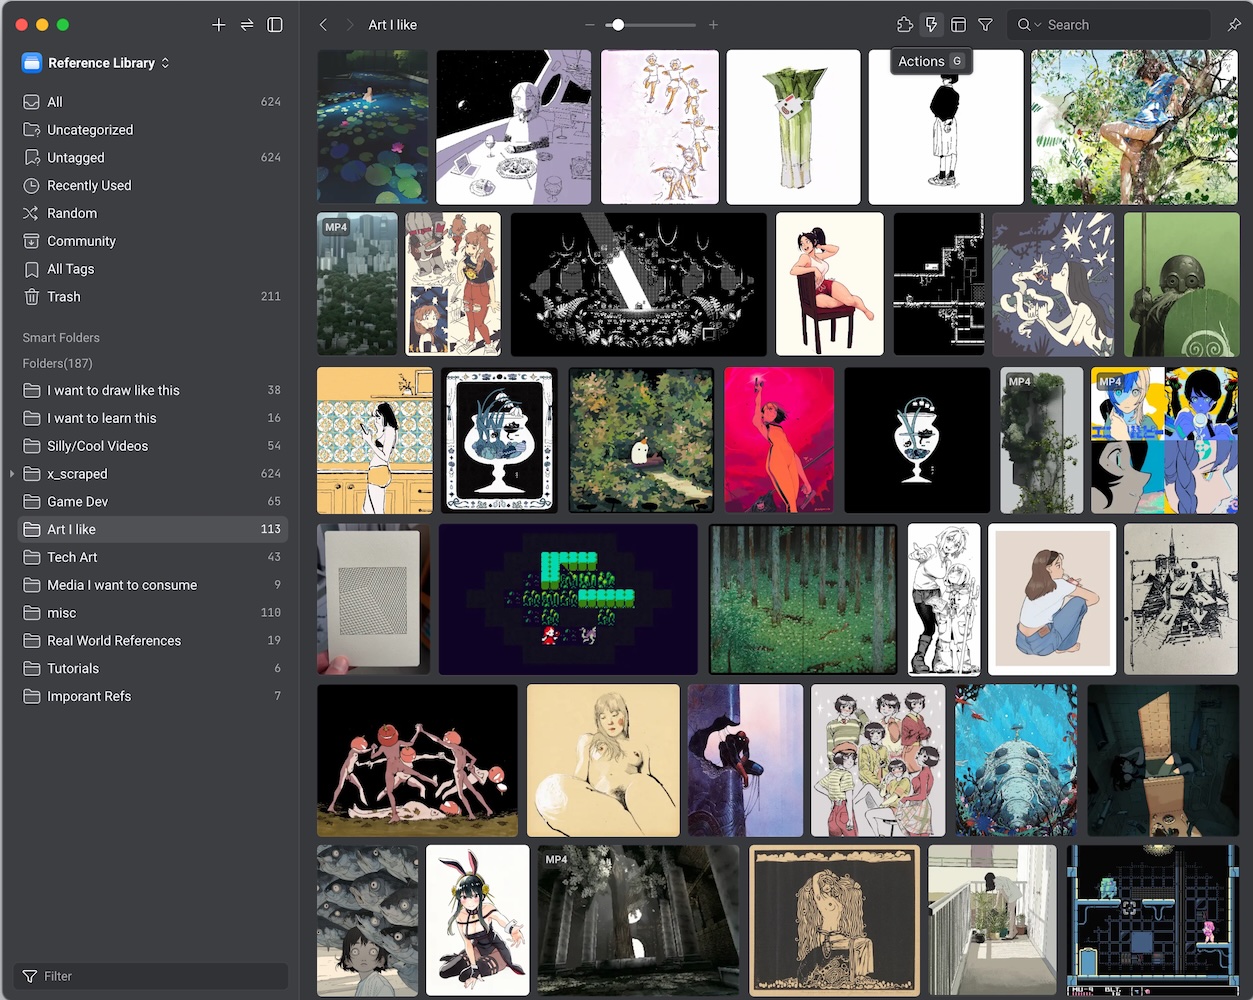 Art I like
Search
Actions G
Reference Library
All 624
Uncategorized
Untagged 624
Recently Used
Random
Community
All Tags
Trash 211
Smart Folders
Folders(187)
I want to draw like this 38
I want to learn this 16
Silly/Cool Videos 54
x_scraped 624
Game Dev 65
Art I like 113
Tech Art 43
Media I want to consume 9
misc 110
Real World References 19
Tutorials 6
Imporant Refs 7
Filter
MP4
MP4
MP4
MP4